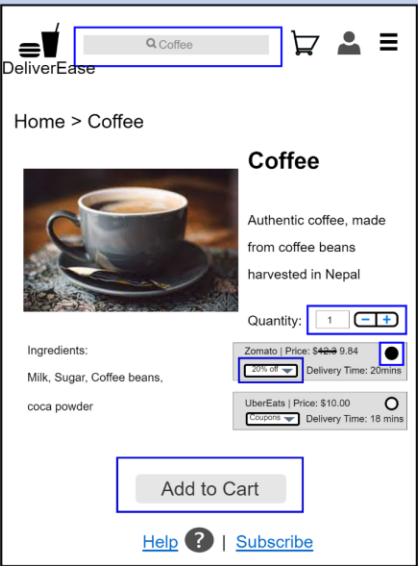 Coffee
DeliverEase
Home > Coffee
Coffee
Authentic coffee, made
from coffee beans
harvested in Nepal
Quantity: 1 − +
Ingredients:
Milk, Sugar, Coffee beans,
coca powder
Zomato | Price: $12.3 9.84
20% off Delivery Time: 20mins
UberEats | Price: $10.00
Coupons Delivery Time: 18 mins
Add to Cart
Help ? | Subscribe